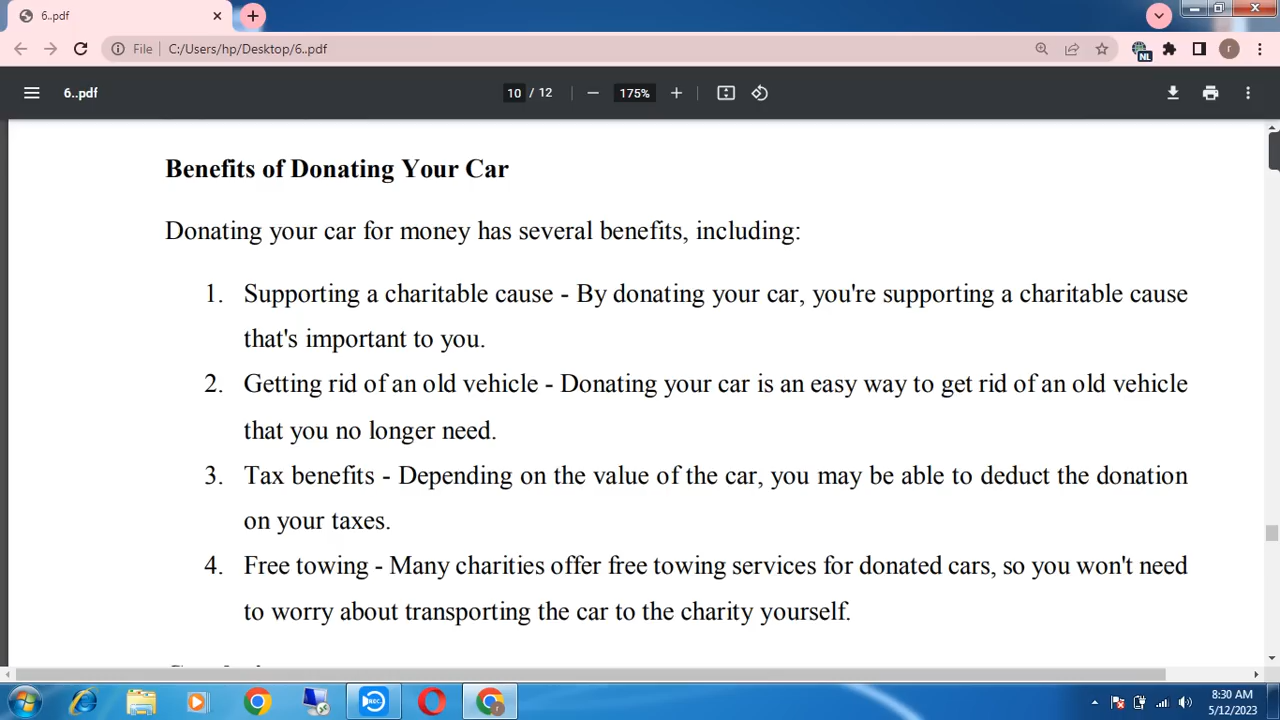 6..pdf
File
C:/Users/hp/Desktop/6..pdf
NL
r
6..pdf
10 / 12
175%
Benefits of Donating Your Car
Donating your car for money has several benefits, including:
1. Supporting a charitable cause - By donating your car, you're supporting a charitable cause
that's important to you.
2. Getting rid of an old vehicle - Donating your car is an easy way to get rid of an old vehicle
that you no longer need.
3. Tax benefits - Depending on the value of the car, you may be able to deduct the donation
on your taxes.
4. Free towing - Many charities offer free towing services for donated cars, so you won't need
to worry about transporting the car to the charity yourself.
REC
r
8:30 AM
5/12/2023